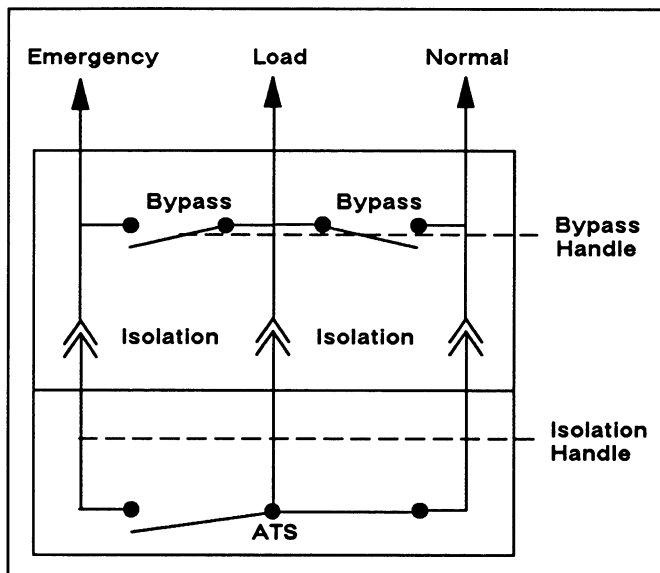 Emergency Load Normal
Bypass Bypass
Bypass
Handle
Isolation Isolation
Isolation
Handle
ATS